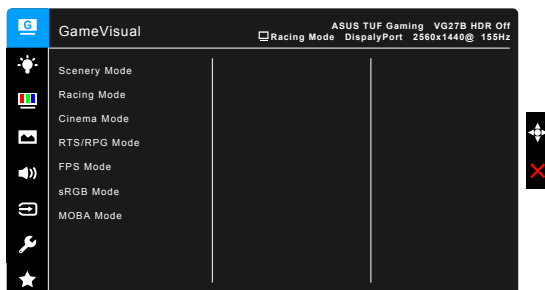 G
GameVisual
ASUS TUF Gaming VG27B HDR Off
Racing Mode DispalyPort 2560x1440@ 155Hz
Scenery Mode
Racing Mode
Cinema Mode
RTS/RPG Mode
FPS Mode
sRGB Mode
MOBA Mode